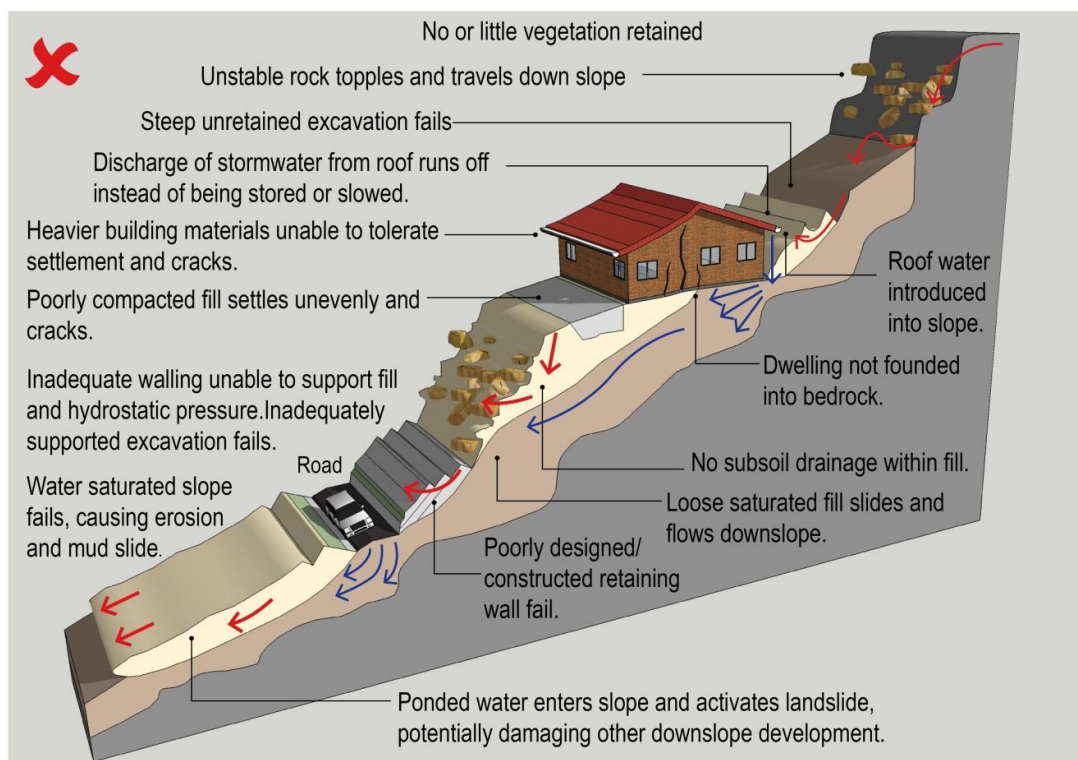 No or little vegetation retained
Unstable rock topples and travels down slope
Steep unretained excavation fails
Discharge of stormwater from roof runs off
instead of being stored or slowed.
Heavier building materials unable to tolerate
settlement and cracks.
Poorly compacted fill settles unevenly and
cracks.
Inadequate walling unable to support fill
and hydrostatic pressure.Inadequately
supported excavation fails.
Road
Water saturated slope
fails, causing erosion
and mud slide.
Roof water
introduced
into slope.
Dwelling not founded
into bedrock.
No subsoil drainage within fill.
Loose saturated fill slides and
flows downslope.
Poorly designed/
constructed retaining
wall fail.
Ponded water enters slope and activates landslide,
potentially damaging other downslope development.